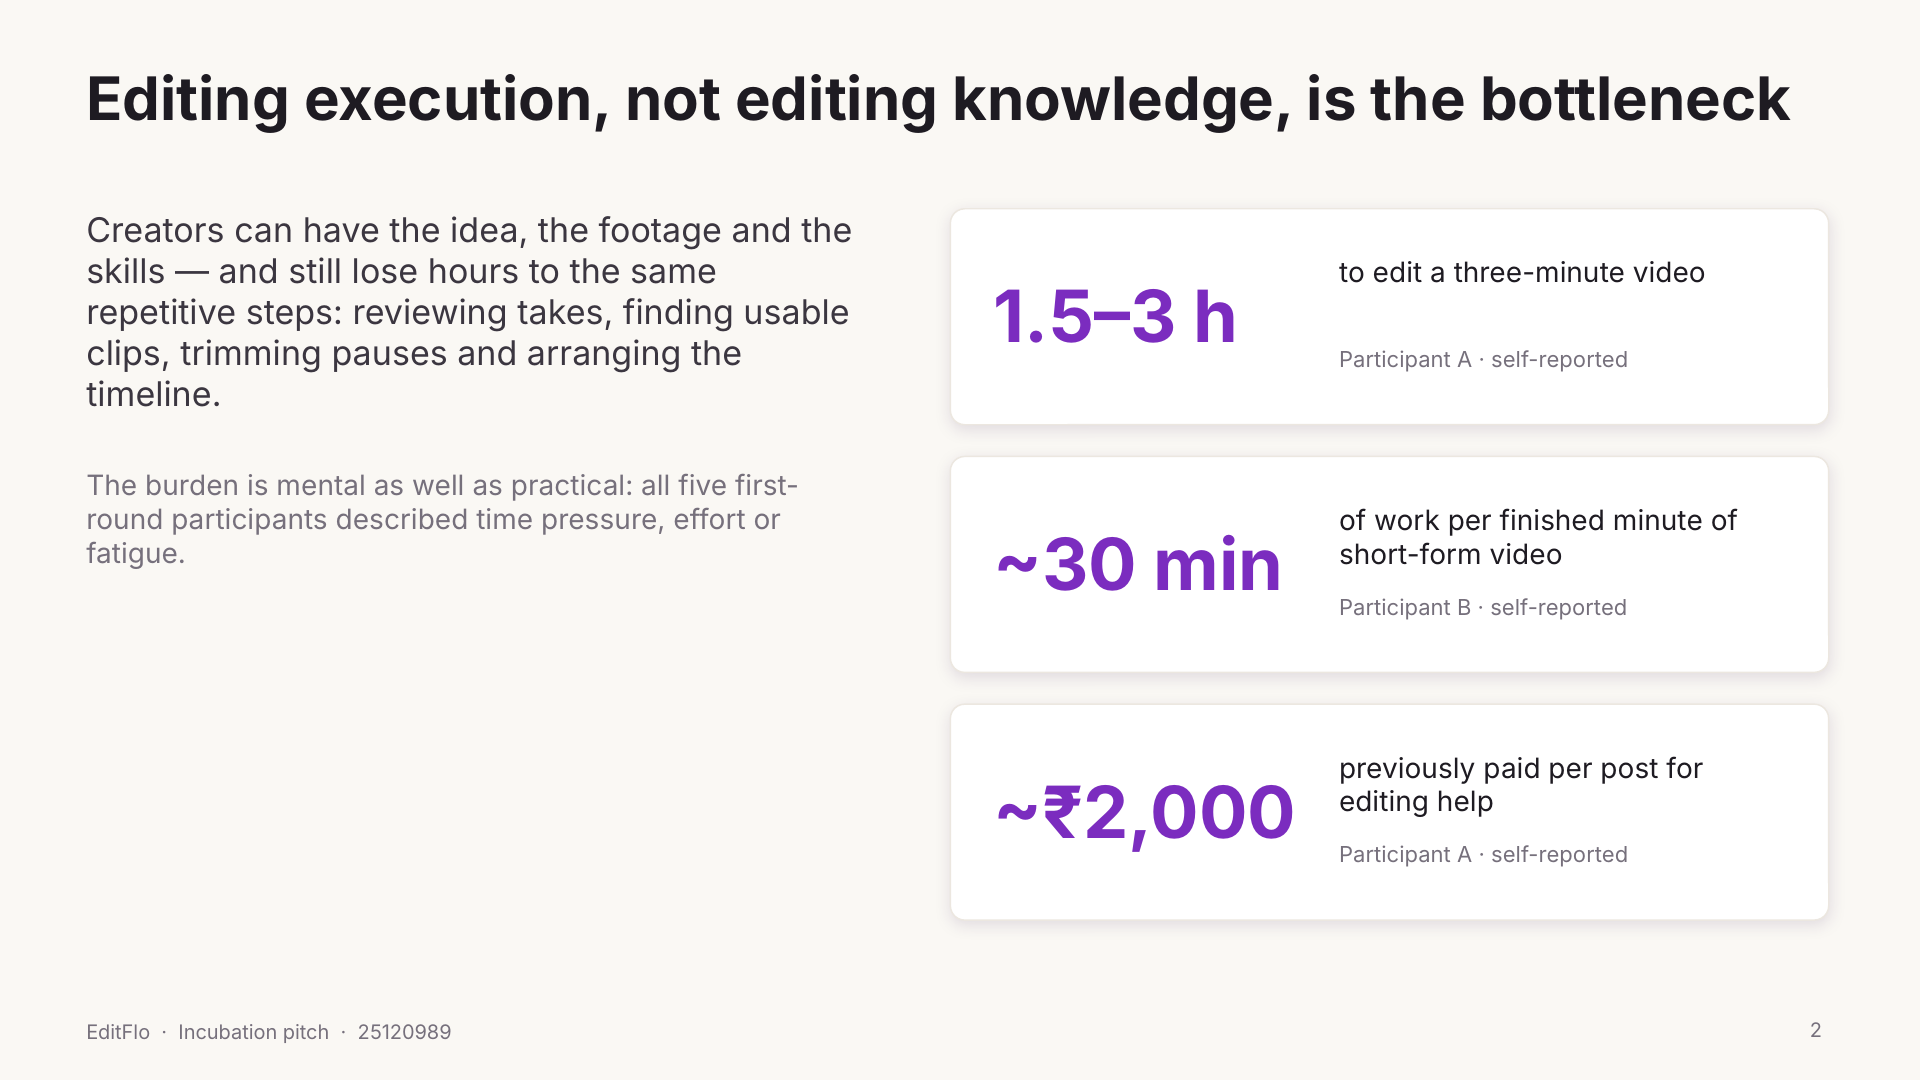 Editing execution, not editing knowledge, is the bottleneck
Creators can have the idea, the footage and the
skills — and still lose hours to the same
repetitive steps: reviewing takes, finding usable
clips, trimming pauses and arranging the
timeline.
The burden is mental as well as practical: all five first-
round participants described time pressure, effort or
fatigue.
1.5–3 h
to edit a three-minute video
Participant A · self-reported
~30 min
of work per finished minute of
short-form video
Participant B · self-reported
~₹2,000
previously paid per post for
editing help
Participant A · self-reported
EditFlo · Incubation pitch · 25120989
2